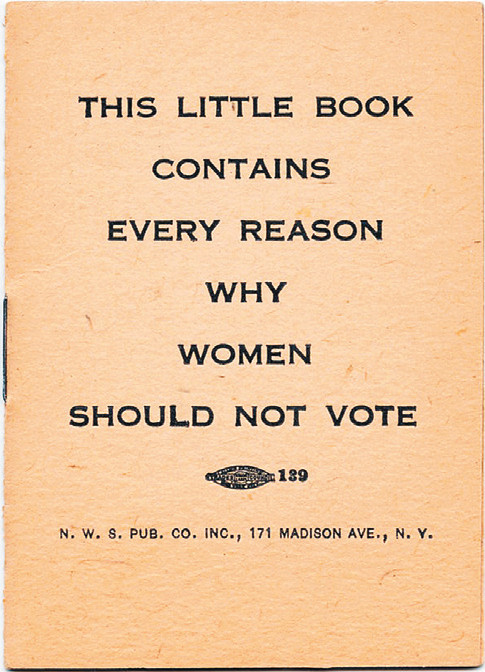 THIS LITTLE BOOK
CONTAINS
EVERY REASON
WHY
WOMEN
SHOULD NOT VOTE
139
N. W. S. PUB. CO. INC., 171 MADISON AVE., N. Y.